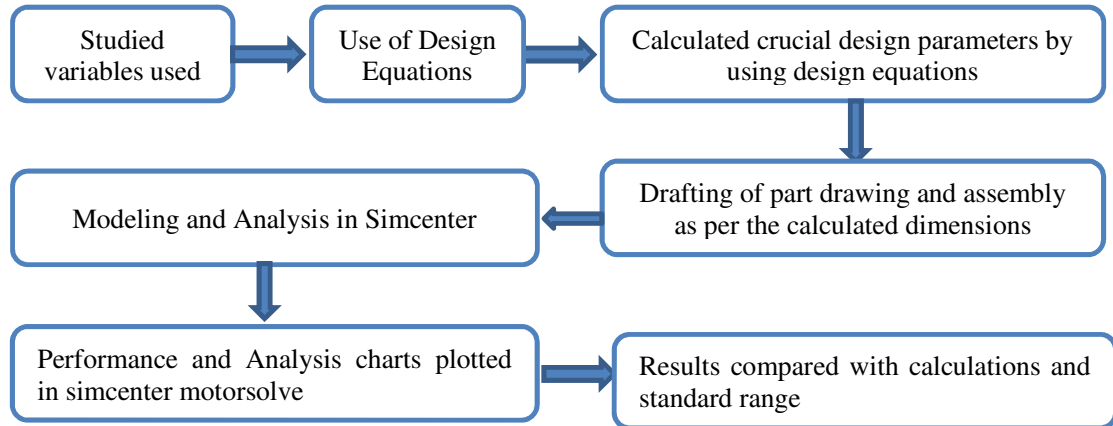 Studied
variables used
Use of Design
Equations
Calculated crucial design parameters by
using design equations
Drafting of part drawing and assembly
as per the calculated dimensions
Modeling and Analysis in Simcenter
Performance and Analysis charts plotted
in simcenter motorsolve
Results compared with calculations and
standard range